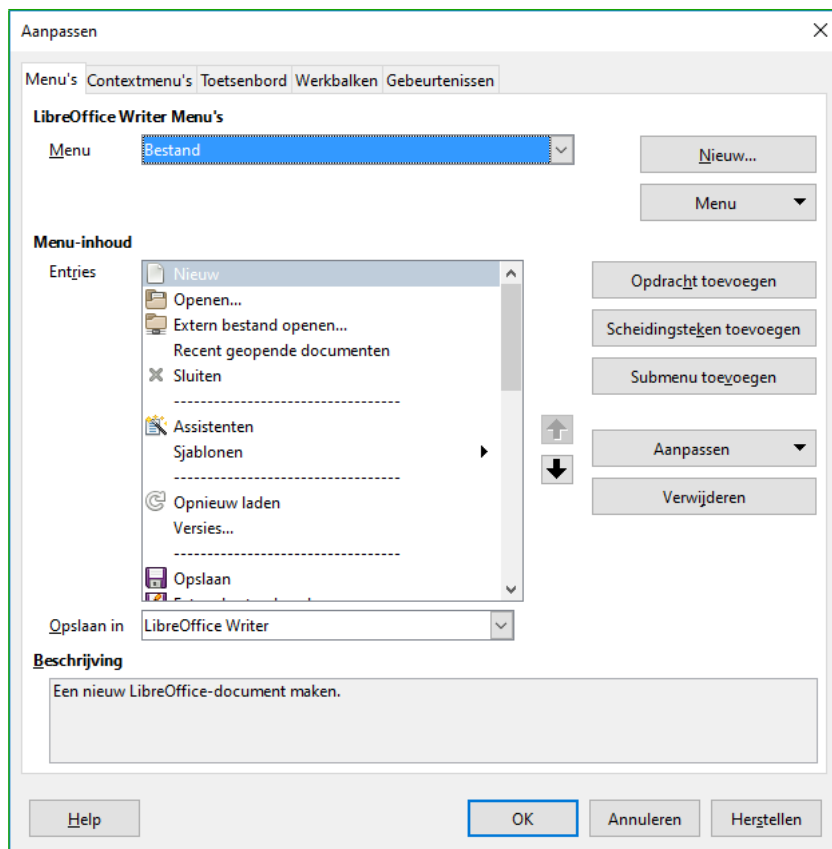 Aanpassen
Menu's Contextmenu's Toetsenbord Werkbalken Gebeurtenissen
LibreOffice Writer Menu's
Menu Bestand Nieuw...
Menu
Menu-inhoud
Entries Nieuw Opdracht toevoegen
Openen...
Extern bestand openen... Scheidingsteken toevoegen
Recent geopende documenten
Sluiten Submenu toevoegen
----------------------------------
Assistenten
Sjablonen Aanpassen
----------------------------------
Opnieuw laden Verwijderen
Versies...
----------------------------------
Opslaan
Opslaan in LibreOffice Writer
Beschrijving
Een nieuw LibreOffice-document maken.
Help OK Annuleren Herstellen